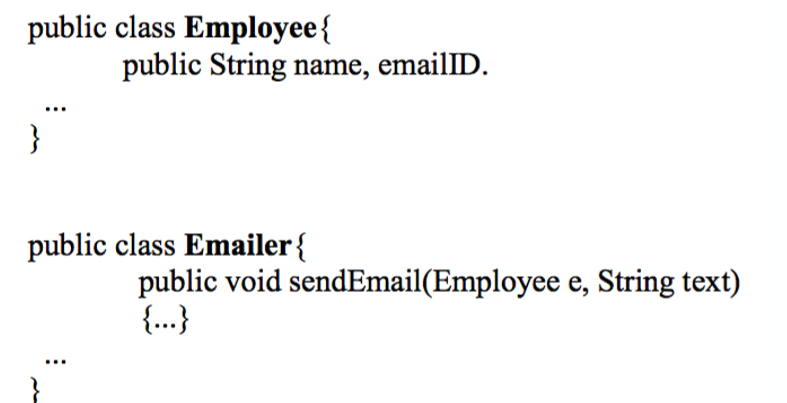 public class Employee{
public String name, emailID.
...
}
public class Emailer{
public void sendEmail(Employee e, String text)
{...}
...
}